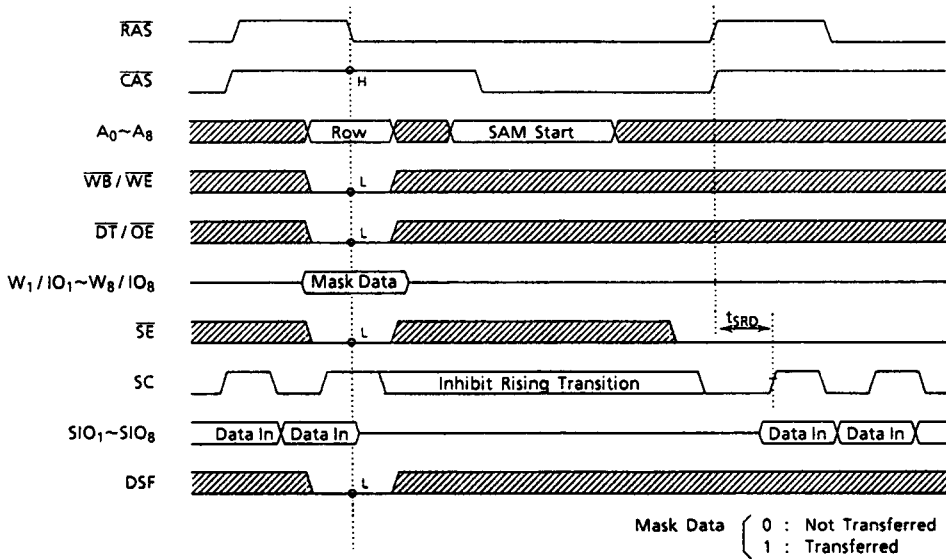 RAS
CAS
H
A0~A8
Row
SAM Start
WB / WE
L
DT / OE
L
W1 / IO1~W8 / IO8
Mask Data
SE
L
tSRD
SC
Inhibit Rising Transition
SIO1~SIO8
Data In
Data In
Data In
Data In
DSF
L
Mask Data
0 : Not Transferred
1 : Transferred